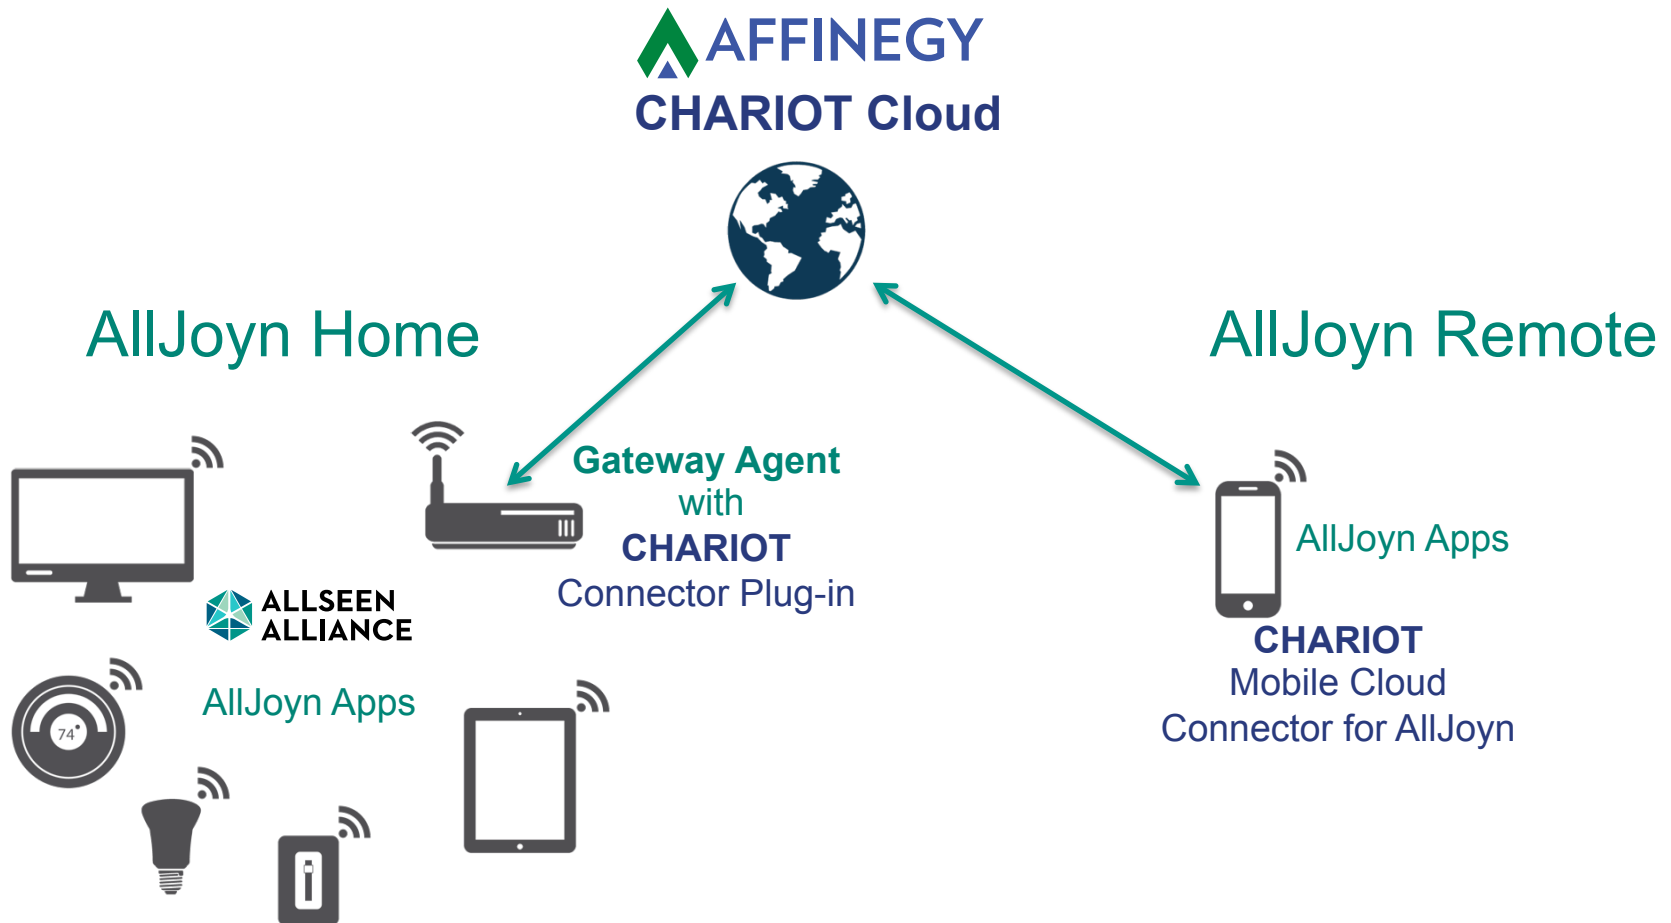 AFFINEGY
CHARIOT Cloud
AllJoyn Home
AllJoyn Remote
Gateway Agent
with
CHARIOT
Connector Plug-in
ALLSEEN
ALLIANCE
AllJoyn Apps
74°
AllJoyn Apps
CHARIOT
Mobile Cloud
Connector for AllJoyn